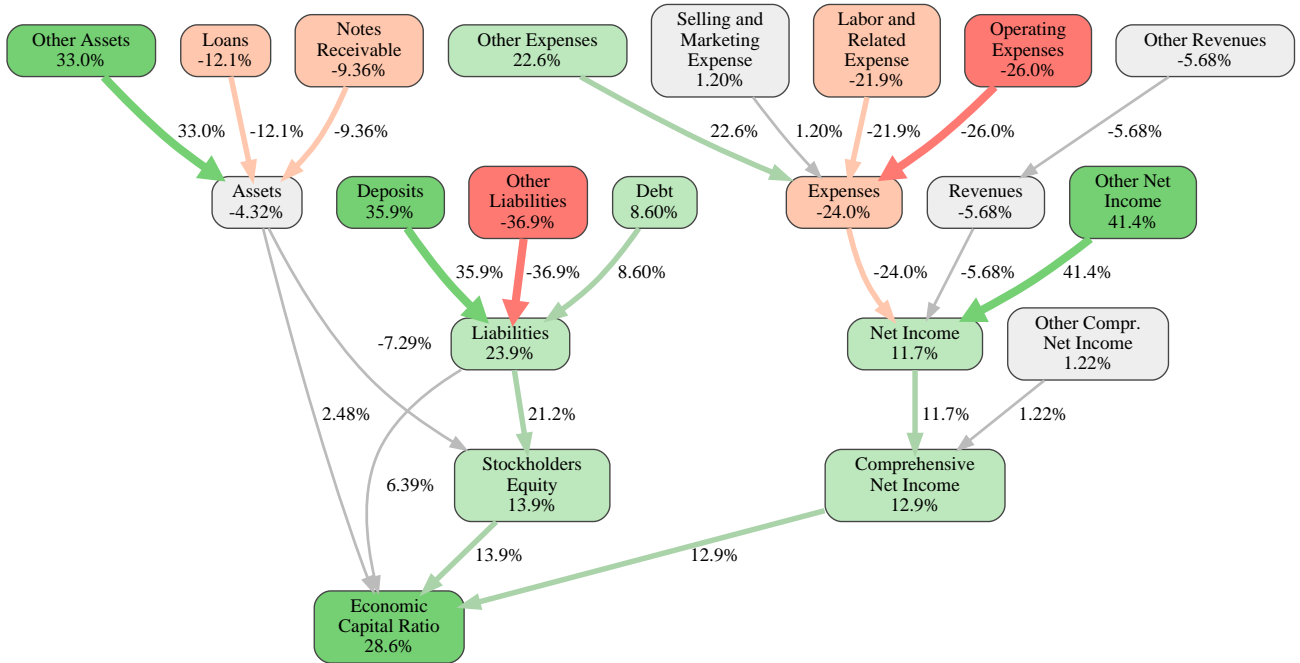 Other Assets
33.0%
Loans
-12.1%
Notes
Receivable
-9.36%
Other Expenses
22.6%
Selling and
Marketing
Expense
1.20%
Labor and
Related
Expense
-21.9%
Operating
Expenses
-26.0%
Other Revenues
-5.68%
33.0%
-12.1%
-9.36%
22.6%
1.20%
-21.9%
-26.0%
-5.68%
Assets
-4.32%
Deposits
35.9%
Other
Liabilities
-36.9%
Debt
8.60%
Expenses
-24.0%
Revenues
-5.68%
Other Net
Income
41.4%
35.9%
-36.9%
8.60%
-24.0%
-5.68%
41.4%
Liabilities
23.9%
Net Income
11.7%
Other Compr.
Net Income
1.22%
-7.29%
2.48%
21.2%
11.7%
1.22%
6.39%
Stockholders
Equity
13.9%
Comprehensive
Net Income
12.9%
13.9%
12.9%
Economic
Capital Ratio
28.6%